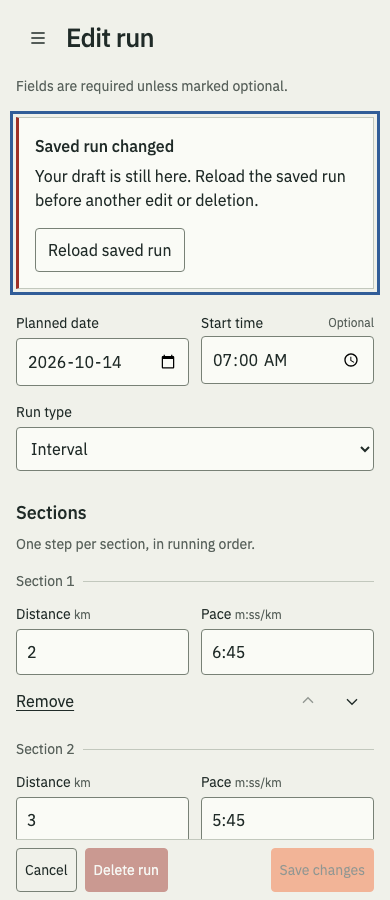 Edit run
Fields are required unless marked optional.
Saved run changed
Your draft is still here. Reload the saved run
before another edit or deletion.
Reload saved run
Planned date
Start time Optional
2026-10-14
07:00 AM
Run type
Interval
Sections
One step per section, in running order.
Section 1
Distance km
Pace m:ss/km
2
6:45
Remove
Section 2
Distance km
Pace m:ss/km
3
5:45
Cancel
Delete run
Save changes